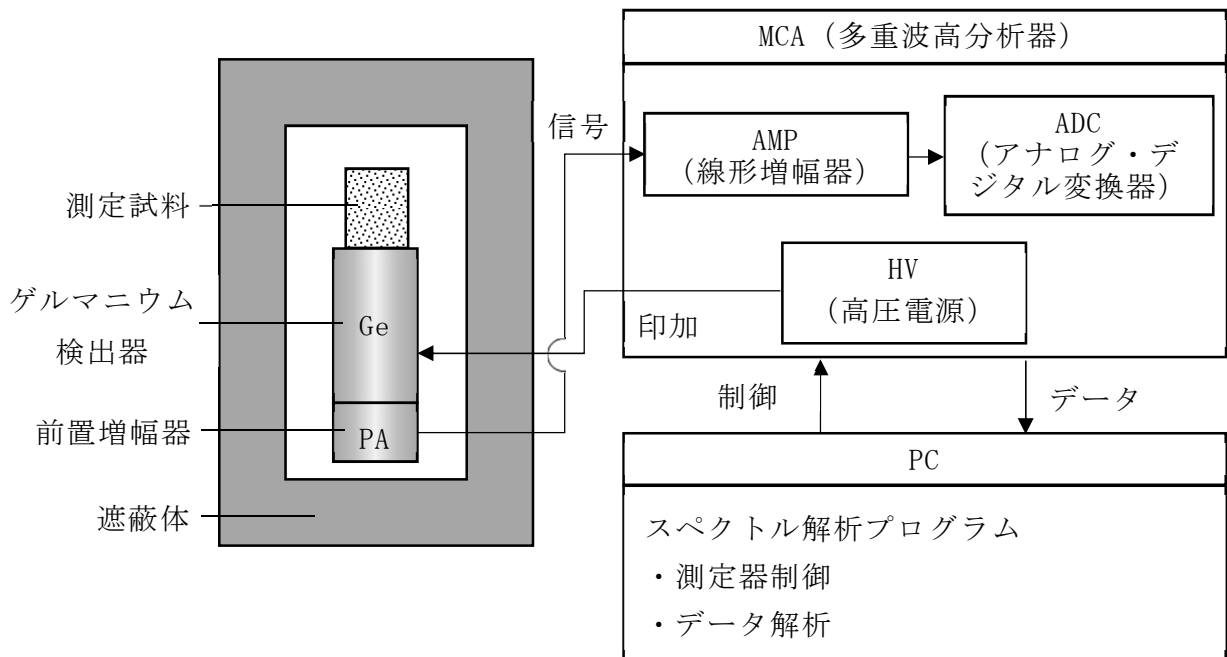 測定試料
ゲルマニウム
検出器
前置増幅器
遮蔽体
Ge
PA
信号
印加
MCA（多重波高分析器）
AMP
（線形増幅器）
ADC
（アナログ・デ
ジタル変換器）
HV
（高圧電源）
制御
データ
PC
スペクトル解析プログラム
・測定器制御
・データ解析